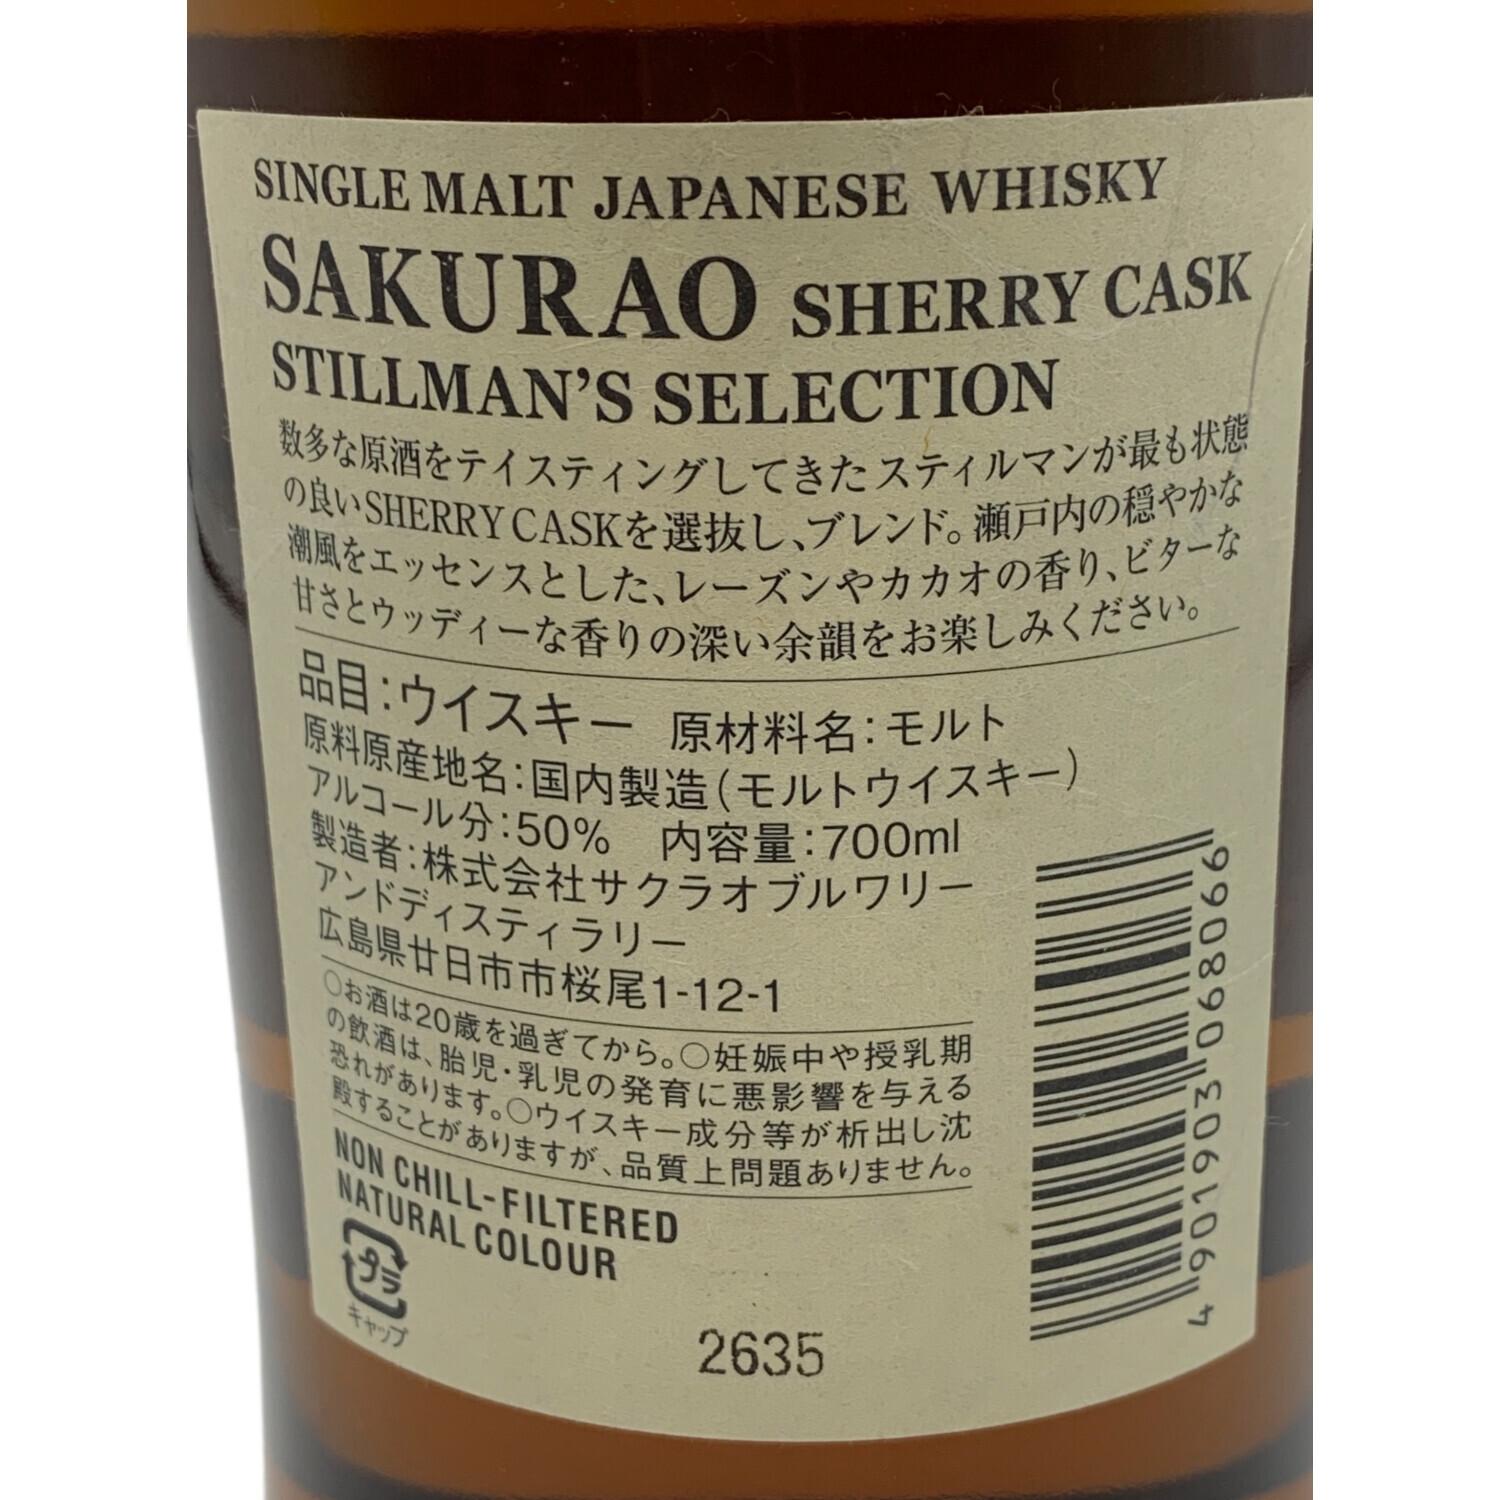 SINGLE MALT JAPANESE WHISKY
SAKURAO SHERRY CASK
STILLMAN'S SELECTION
数多な原酒をテイスティングしてきたスティルマンが最も状態
の良いSHERRY CASKを選抜し、ブレンド。瀬戸内の穏やかな
潮風をエッセンスとした、レーズンやカカオの香り、ビターな
甘さとウッディーな香りの深い余韻をお楽しみください。
品目:ウイスキー 原材料名:モルト
原料原産地名:国内製造(モルトウイスキー)
アルコール分:50% 内容量:700ml
製造者:株式会社サクラオブルワリー
アンドディスティラリー
広島県廿日市市桜尾1-12-1
○お酒は20歳を過ぎてから。○妊娠中や授乳期
の飲酒は、胎児・乳児の発育に悪影響を与える
恐れがあります。○ウイスキー成分等が析出し沈
殿することがありますが、品質上問題ありません。
NON CHILL-FILTERED
NATURAL COLOUR
プラ
キャップ
2635
4 901903 068066